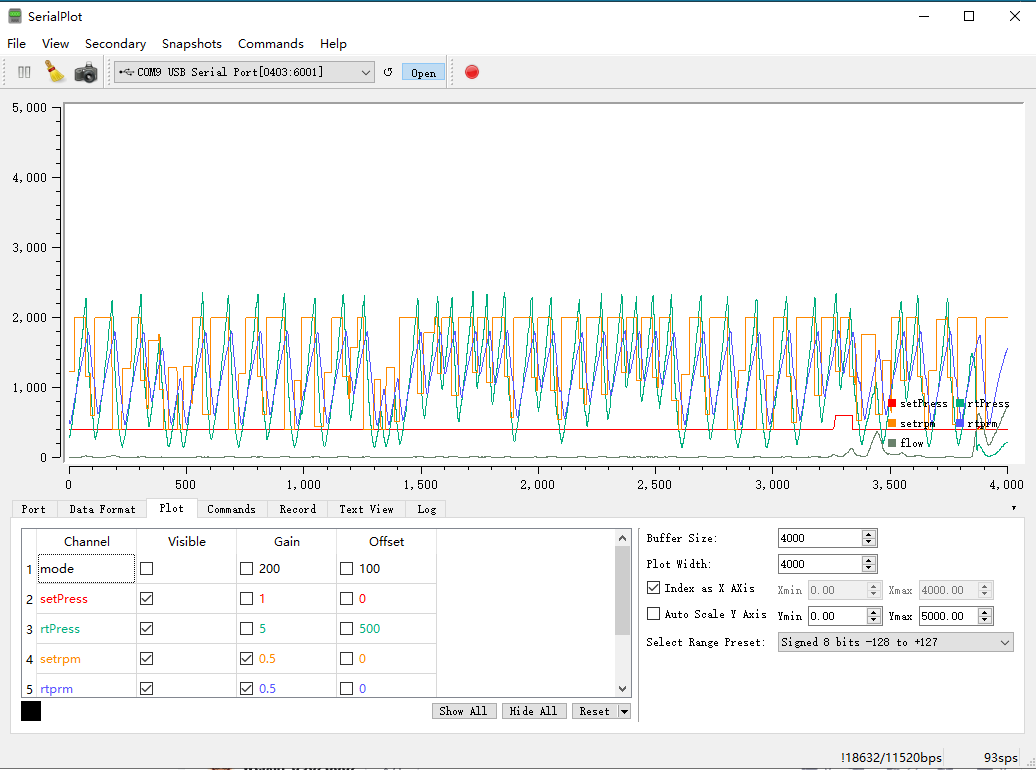 SerialPlot
File View Secondary Snapshots Commands Help
COM9 USB Serial Port[0403:6001] Open
5,000
4,000
3,000
2,000
1,000
0
setPress rtPress
setrpm rtprm
flow
0 500 1,000 1,500 2,000 2,500 3,000 3,500 4,000
Port Data Format Plot Commands Record Text View Log
Channel Visible Gain Offset
1 mode 200 100
2 setPress 1 0
3 rtPress 5 500
4 setrpm 0.5 0
5 rtprm 0.5 0
Show All Hide All Reset
Buffer Size: 4000
Plot Width: 4000
Index as X AXis Xmin 0.00 Xmax 4000.00
Auto Scale Y Axis Ymin 0.00 Ymax 5000.00
Select Range Preset: Signed 8 bits -128 to +127
!18632/11520bps 93sps